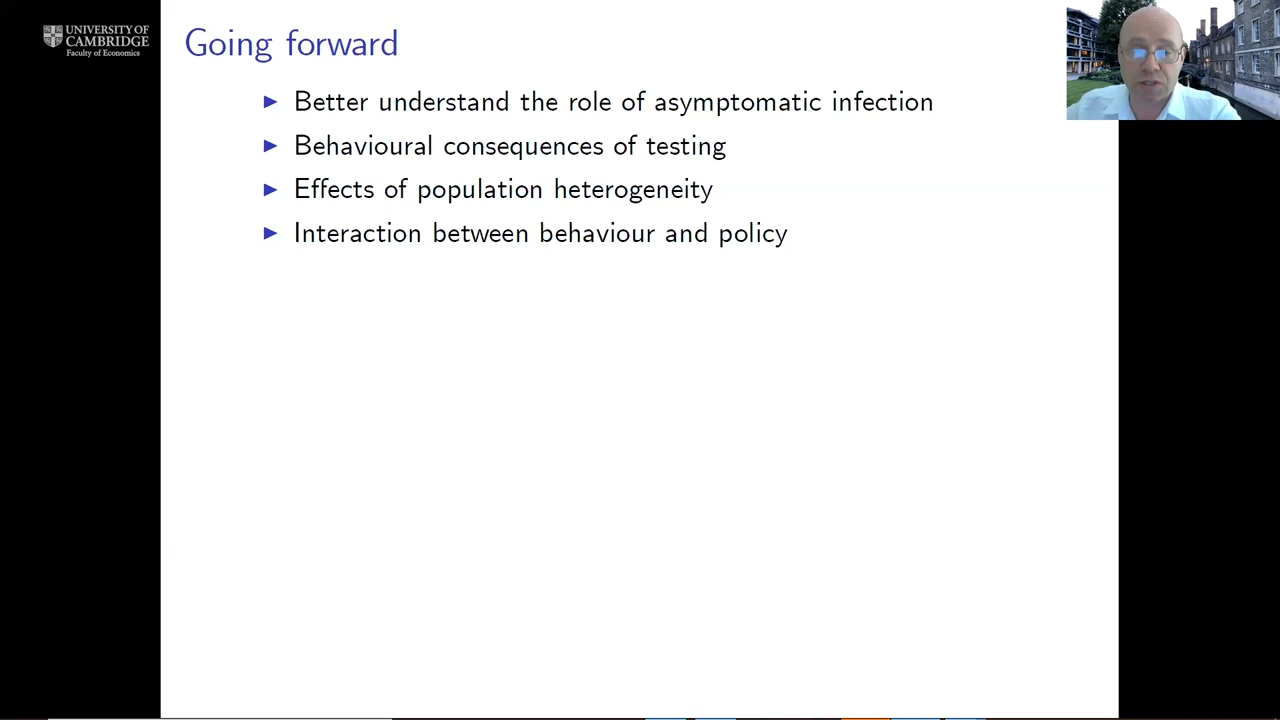 UNIVERSITY OF
CAMBRIDGE
Faculty of Economics
Going forward
Better understand the role of asymptomatic infection
Behavioural consequences of testing
Effects of population heterogeneity
Interaction between behaviour and policy